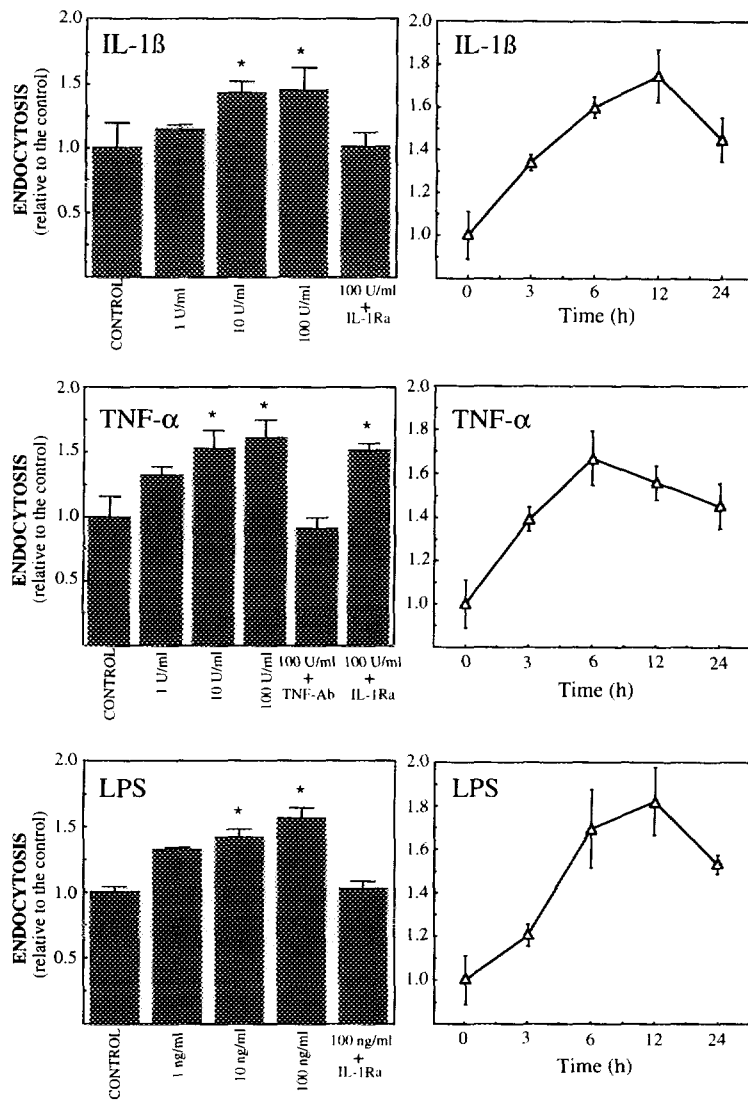 IL-1ß
ENDOCYTOSIS
(relative to the control)
2.0
1.5
1.0
0.5
*
*
CONTROL
1 U/ml
10 U/ml
100 U/ml
100 U/ml
+
IL-1Ra
IL-1ß
2.0
1.8
1.6
1.4
1.2
1.0
0 3 6 12 24
Time (h)
TNF-α
ENDOCYTOSIS
(relative to the control)
2.0
1.5
1.0
0.5
*
*
*
CONTROL
1 U/ml
10 U/ml
100 U/ml
100 U/ml
+
TNF-Ab
100 U/ml
+
IL-1Ra
TNF-α
2.0
1.8
1.6
1.4
1.2
1.0
0 3 6 12 24
Time (h)
LPS
ENDOCYTOSIS
(relative to the control)
2.0
1.5
1.0
0.5
*
*
CONTROL
1 ng/ml
10 ng/ml
100 ng/ml
100 ng/ml
+
IL-1Ra
LPS
2.0
1.8
1.6
1.4
1.2
1.0
0 3 6 12 24
Time (h)